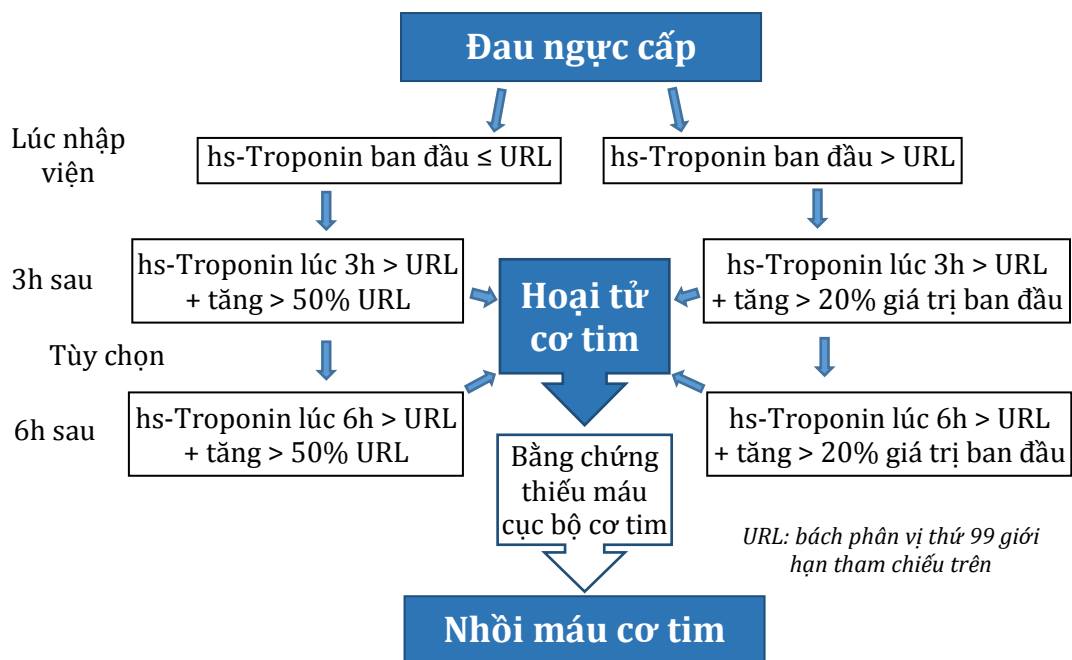 Đau ngực cấp
Lúc nhập
viện
hs-Troponin ban đầu ≤ URL
hs-Troponin ban đầu > URL
3h sau
hs-Troponin lúc 3h > URL
+ tăng > 50% URL
Hoại tử
cơ tim
hs-Troponin lúc 3h > URL
+ tăng > 20% giá trị ban đầu
Tùy chọn
6h sau
hs-Troponin lúc 6h > URL
+ tăng > 50% URL
hs-Troponin lúc 6h > URL
+ tăng > 20% giá trị ban đầu
Bằng chứng
thiếu máu
cục bộ cơ tim
URL: bách phân vị thứ 99 giới
hạn tham chiếu trên
Nhồi máu cơ tim